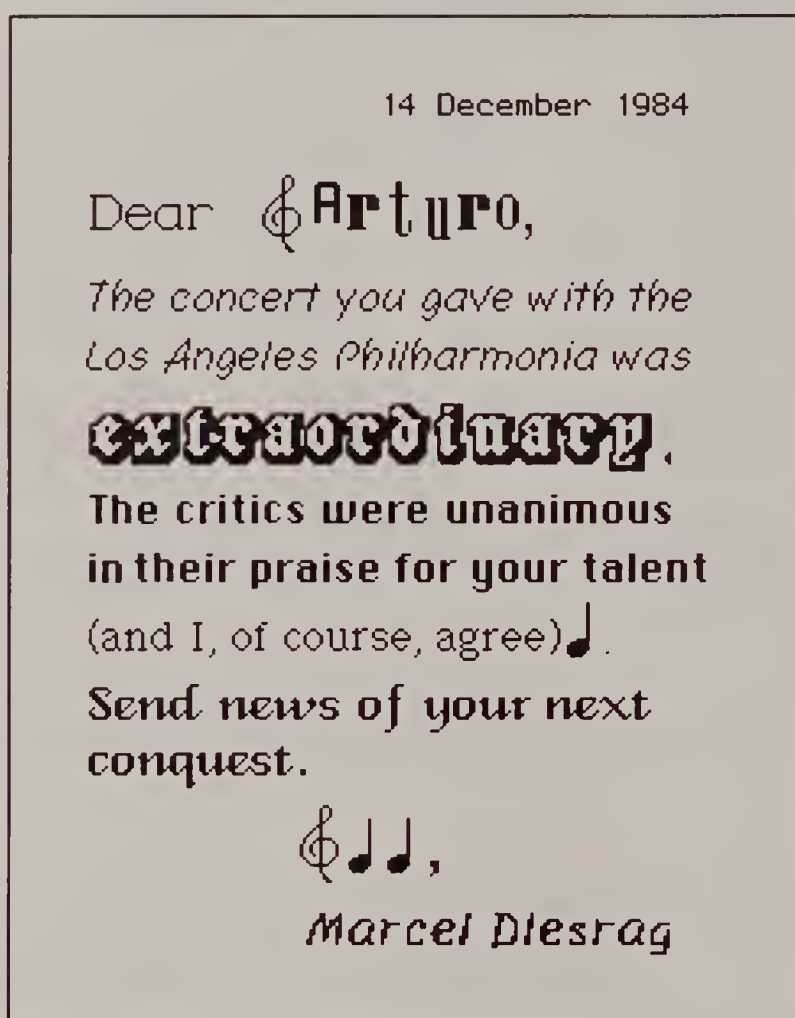 14 December 1984
Dear 𝄞Arturo,
The concert you gave with the
Los Angeles Philharmonia was
extraordinary.
The critics were unanimous
in their praise for your talent
(and I, of course, agree)♩.
Send news of your next
conquest.
𝄞♩♩,
Marcel Dlesrag